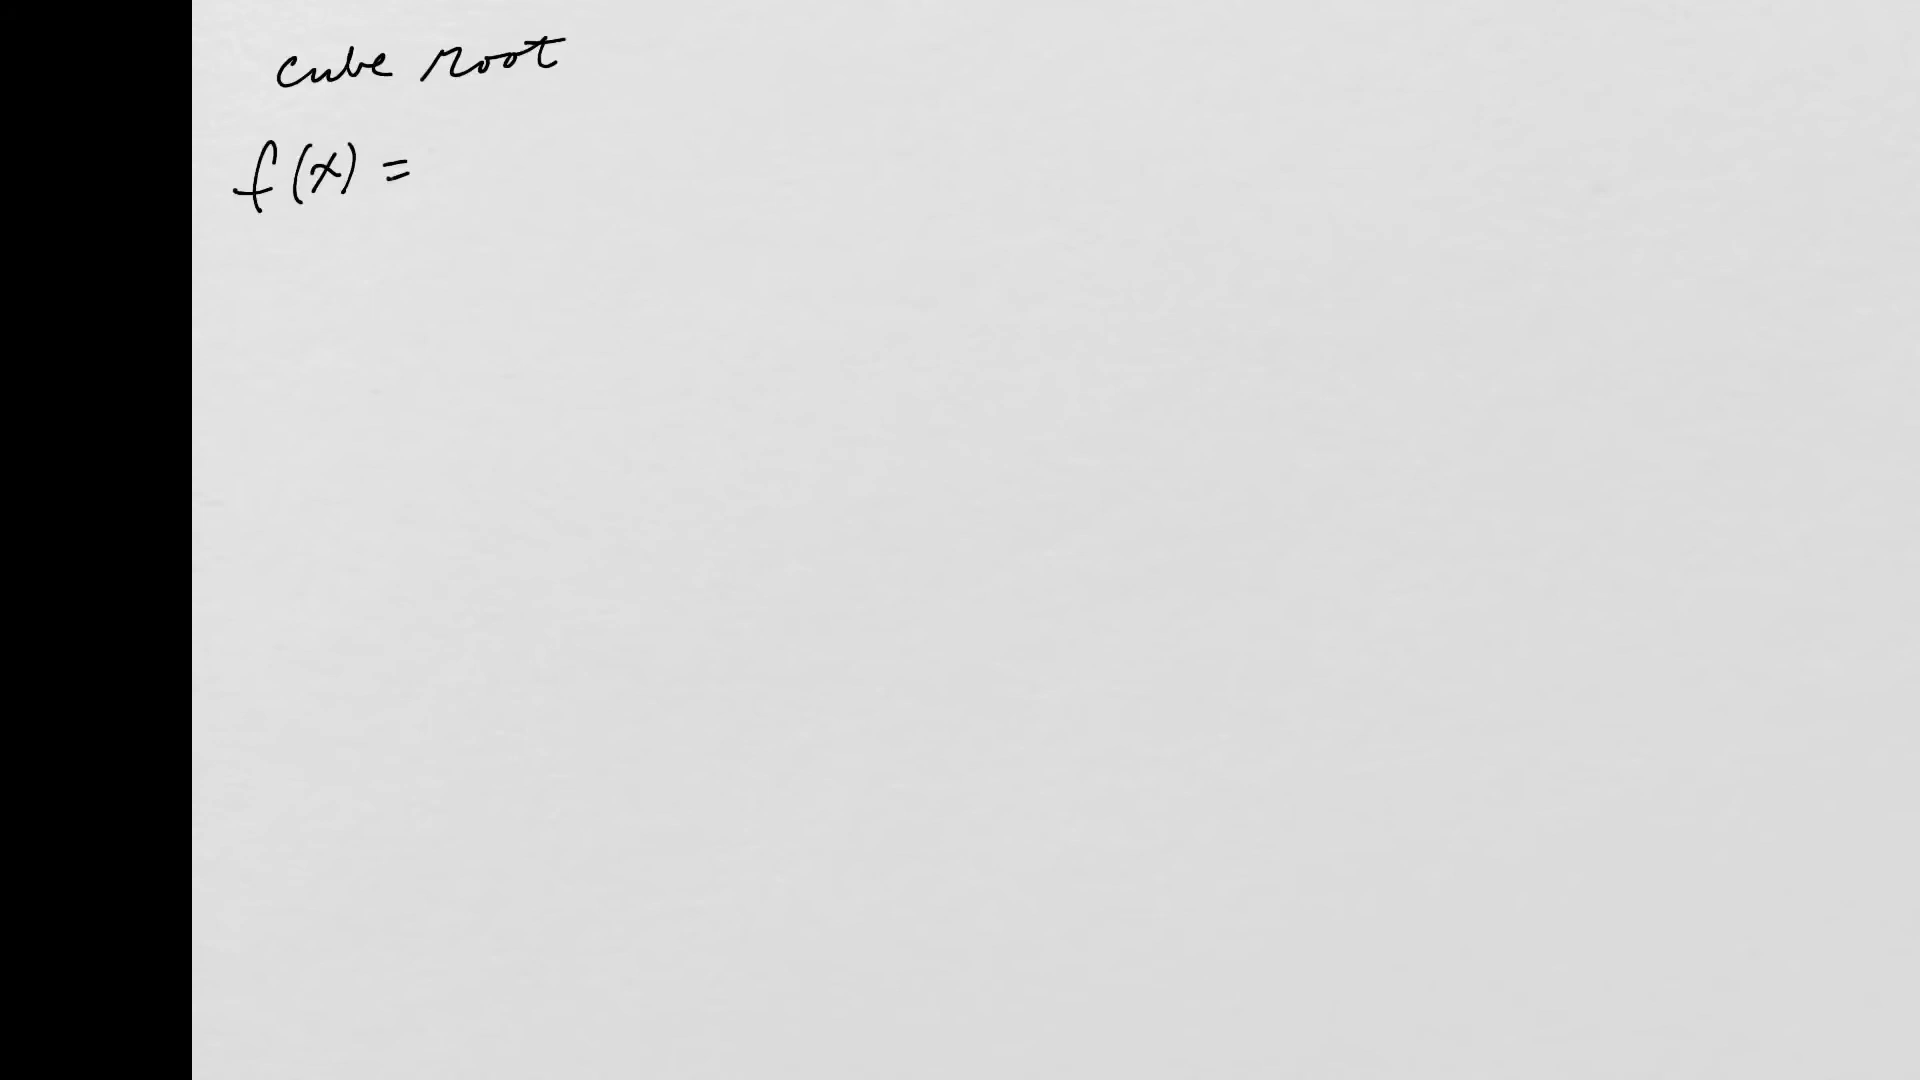 cube root
f(x) =